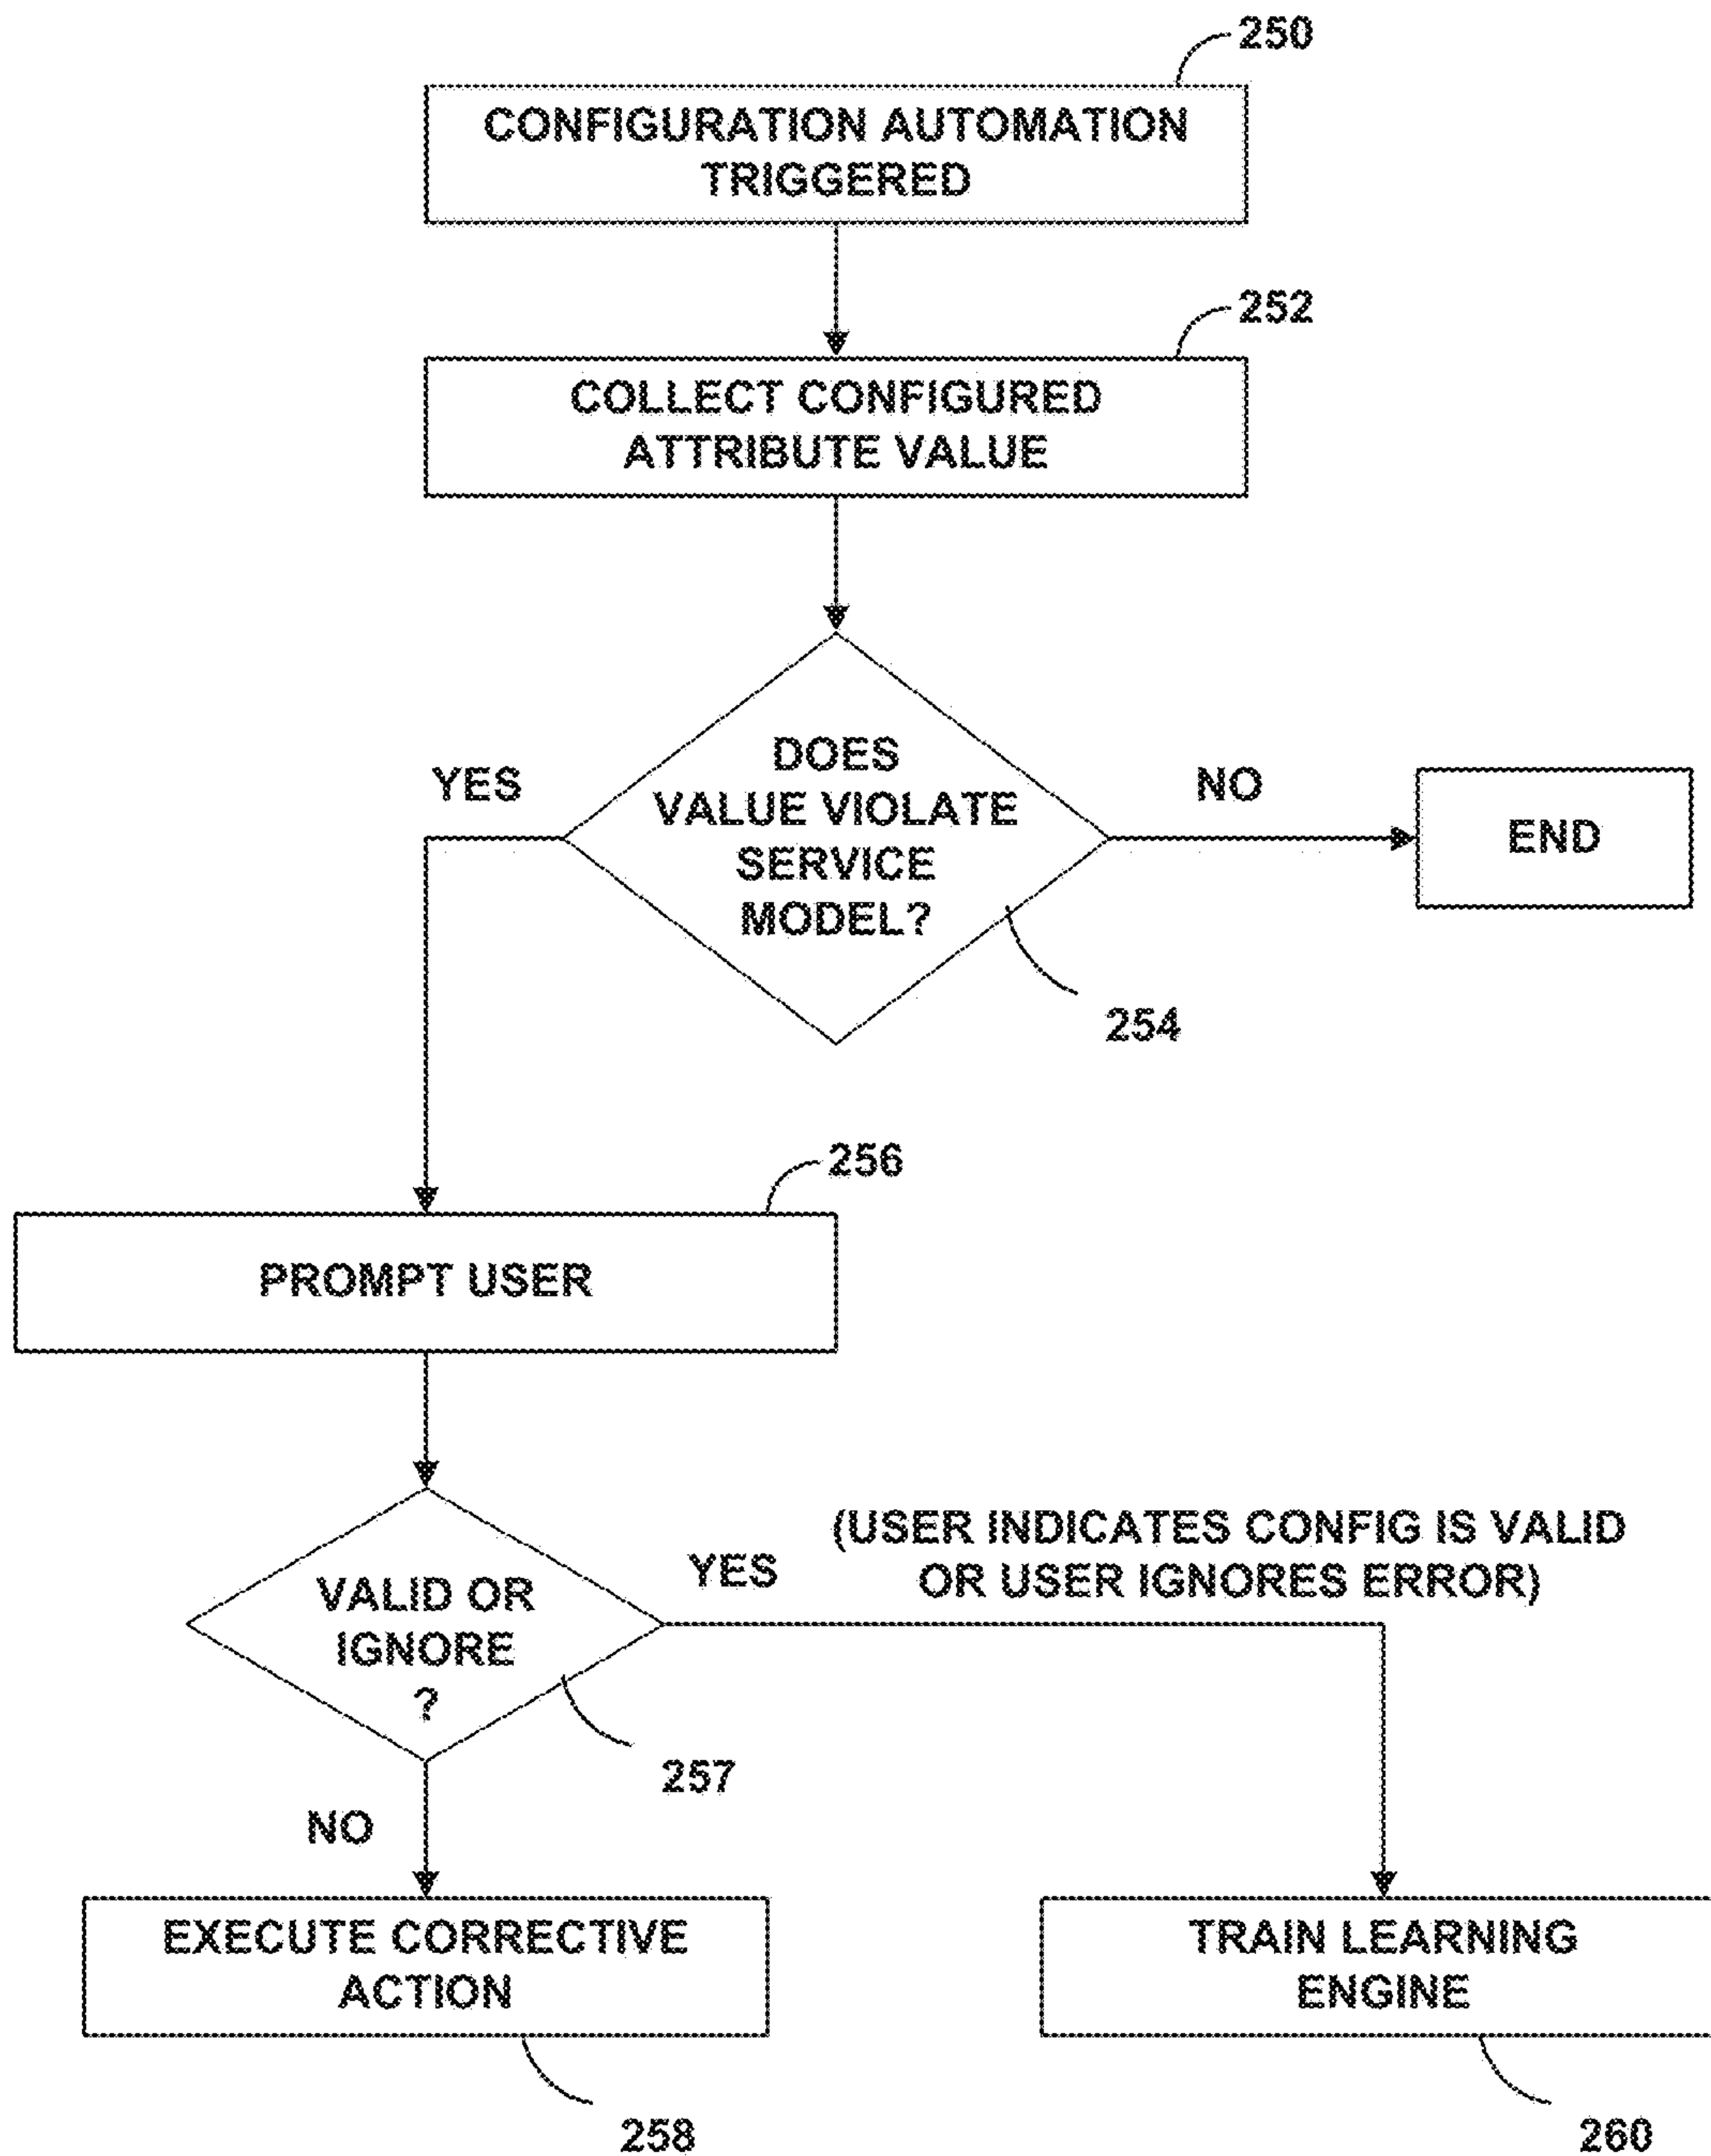 250
CONFIGURATION AUTOMATION
TRIGGERED
252
COLLECT CONFIGURED
ATTRIBUTE VALUE
DOES
VALUE VIOLATE
SERVICE
MODEL?
YES
NO
END
254
256
PROMPT USER
VALID OR
IGNORE
?
YES
(USER INDICATES CONFIG IS VALID
OR USER IGNORES ERROR)
257
NO
EXECUTE CORRECTIVE
ACTION
258
TRAIN LEARNING
ENGINE
260